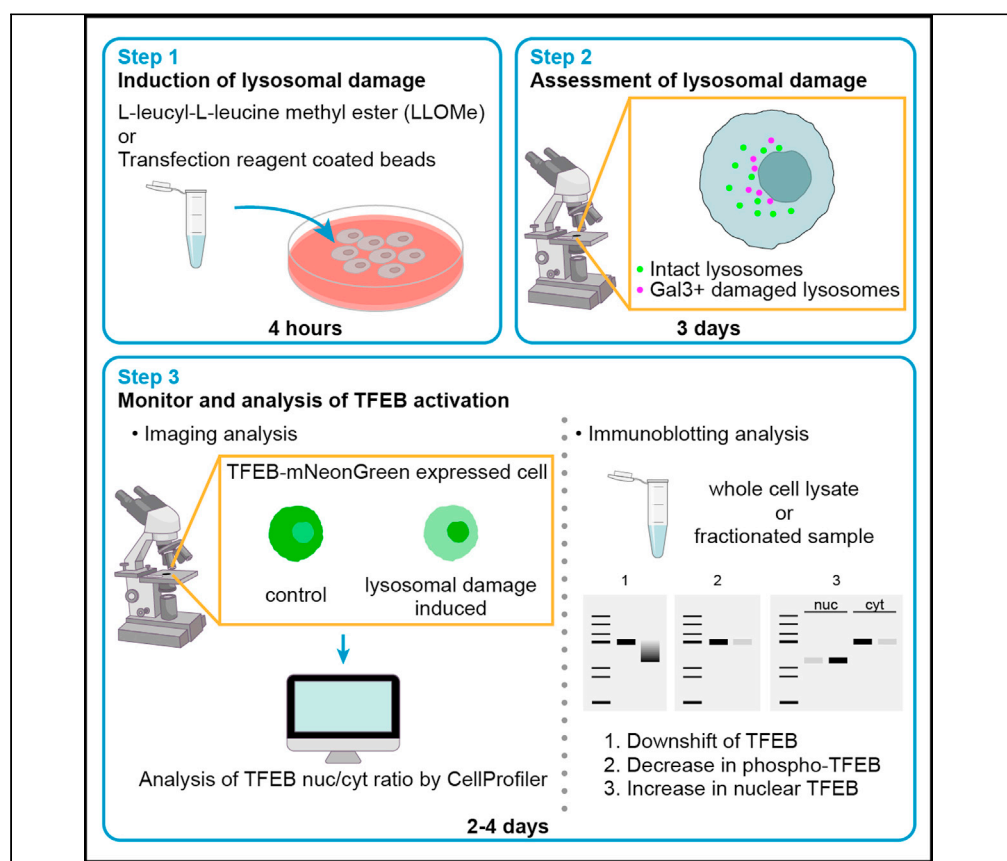 Step 1
Induction of lysosomal damage
L-leucyl-L-leucine methyl ester (LLOMe)
or
Transfection reagent coated beads
4 hours
Step 2
Assessment of lysosomal damage
Intact lysosomes
Gal3+ damaged lysosomes
3 days
Step 3
Monitor and analysis of TFEB activation
• Imaging analysis
TFEB-mNeonGreen expressed cell
control
lysosomal damage
induced
Analysis of TFEB nuc/cyt ratio by CellProfiler
• Immunoblotting analysis
whole cell lysate
or
fractionated sample
1
2
3
nuc
cyt
1. Downshift of TFEB
2. Decrease in phospho-TFEB
3. Increase in nuclear TFEB
2-4 days